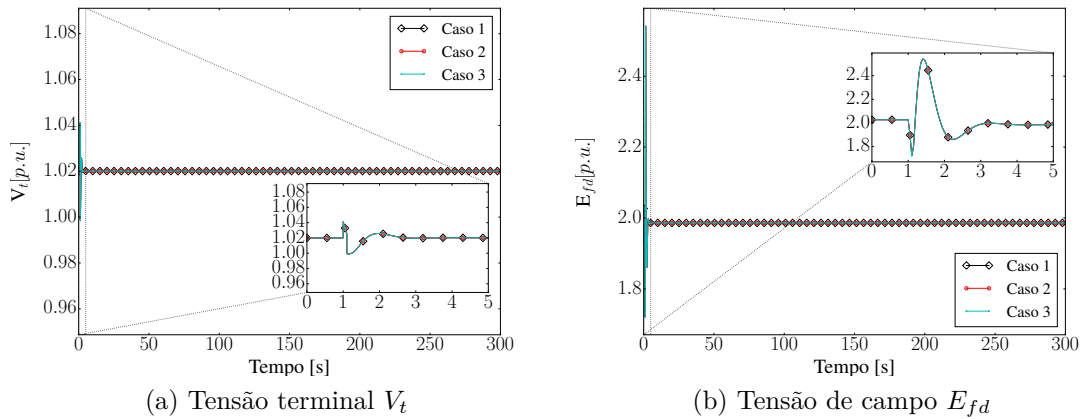 1.08
1.06
1.04
1.02
1.00
0.98
0.96
V_t[p.u.]
Caso 1
Caso 2
Caso 3
1.08
1.06
1.04
1.02
1.00
0.98
0.96
0 1 2 3 4 5
0 50 100 150 200 250 300
Tempo [s]
(a) Tensão terminal V_t
2.4
2.2
2.0
1.8
E_fd[p.u.]
2.4
2.2
2.0
1.8
0 1 2 3 4 5
Caso 1
Caso 2
Caso 3
0 50 100 150 200 250 300
Tempo [s]
(b) Tensão de campo E_fd